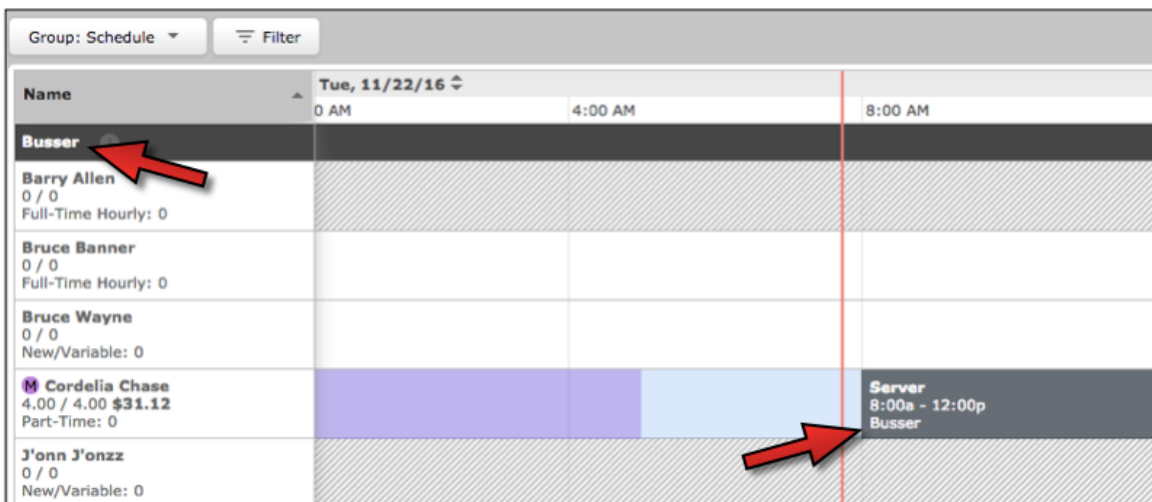 Group: Schedule
Filter
Name
Tue, 11/22/16
0 AM
4:00 AM
8:00 AM
Busser
Barry Allen
0 / 0
Full-Time Hourly: 0
Bruce Banner
0 / 0
Full-Time Hourly: 0
Bruce Wayne
0 / 0
New/Variable: 0
M Cordelia Chase
4.00 / 4.00 $31.12
Part-Time: 0
Server
8:00a - 12:00p
Busser
J'onn J'onzz
0 / 0
New/Variable: 0